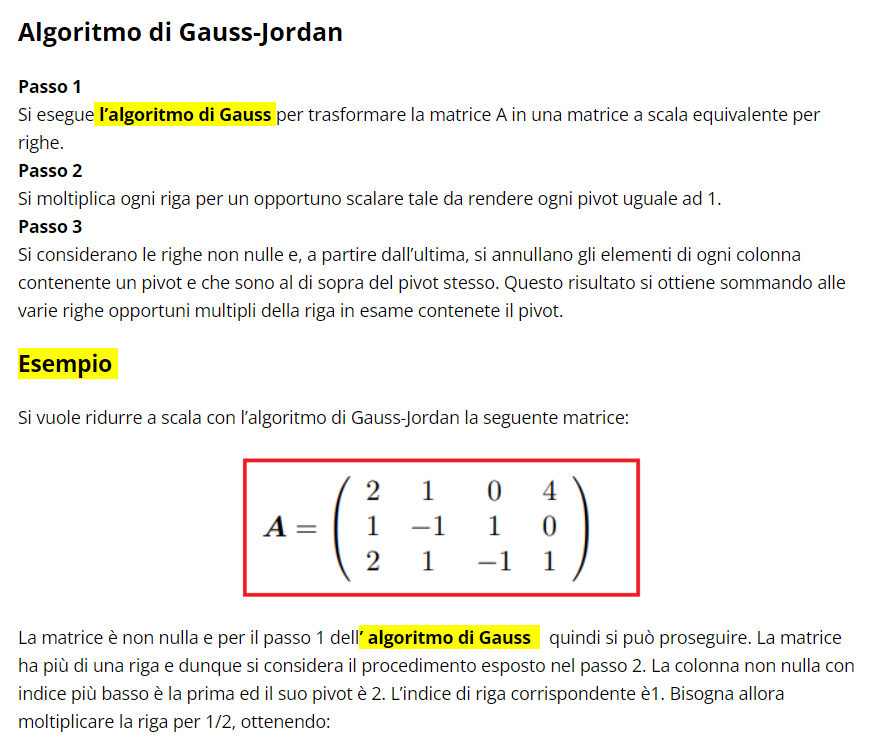 Algoritmo di Gauss-Jordan
Passo 1
Si esegue l’algoritmo di Gauss per trasformare la matrice A in una matrice a scala equivalente per
righe.
Passo 2
Si moltiplica ogni riga per un opportuno scalare tale da rendere ogni pivot uguale ad 1.
Passo 3
Si considerano le righe non nulle e, a partire dall’ultima, si annullano gli elementi di ogni colonna
contenente un pivot e che sono al di sopra del pivot stesso. Questo risultato si ottiene sommando alle
varie righe opportuni multipli della riga in esame contenete il pivot.
Esempio
Si vuole ridurre a scala con l’algoritmo di Gauss-Jordan la seguente matrice:
2 1 0 4
A = 1 −1 1 0
2 1 −1 1
La matrice è non nulla e per il passo 1 dell’ algoritmo di Gauss quindi si può proseguire. La matrice
ha più di una riga e dunque si considera il procedimento esposto nel passo 2. La colonna non nulla con
indice più basso è la prima ed il suo pivot è 2. L’indice di riga corrispondente è1. Bisogna allora
moltiplicare la riga per 1/2, ottenendo: